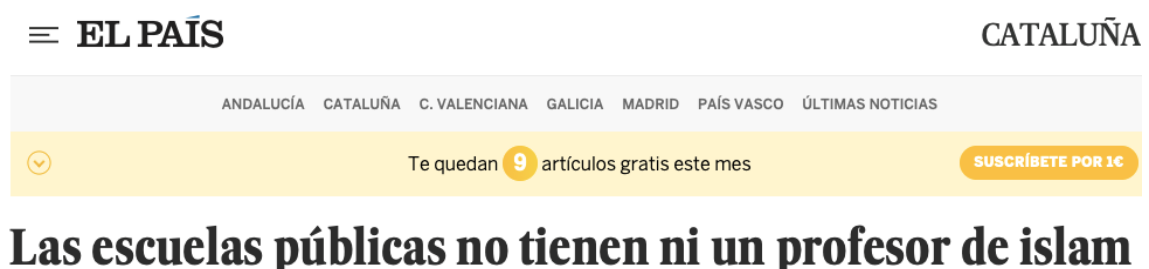 EL PAÍS
CATALUÑA
ANDALUCÍA CATALUÑA C. VALENCIANA GALICIA MADRID PAÍS VASCO ÚLTIMAS NOTICIAS
Te quedan 9 artículos gratis este mes
SUSCRÍBETE POR 1€
Las escuelas públicas no tienen ni un profesor de islam